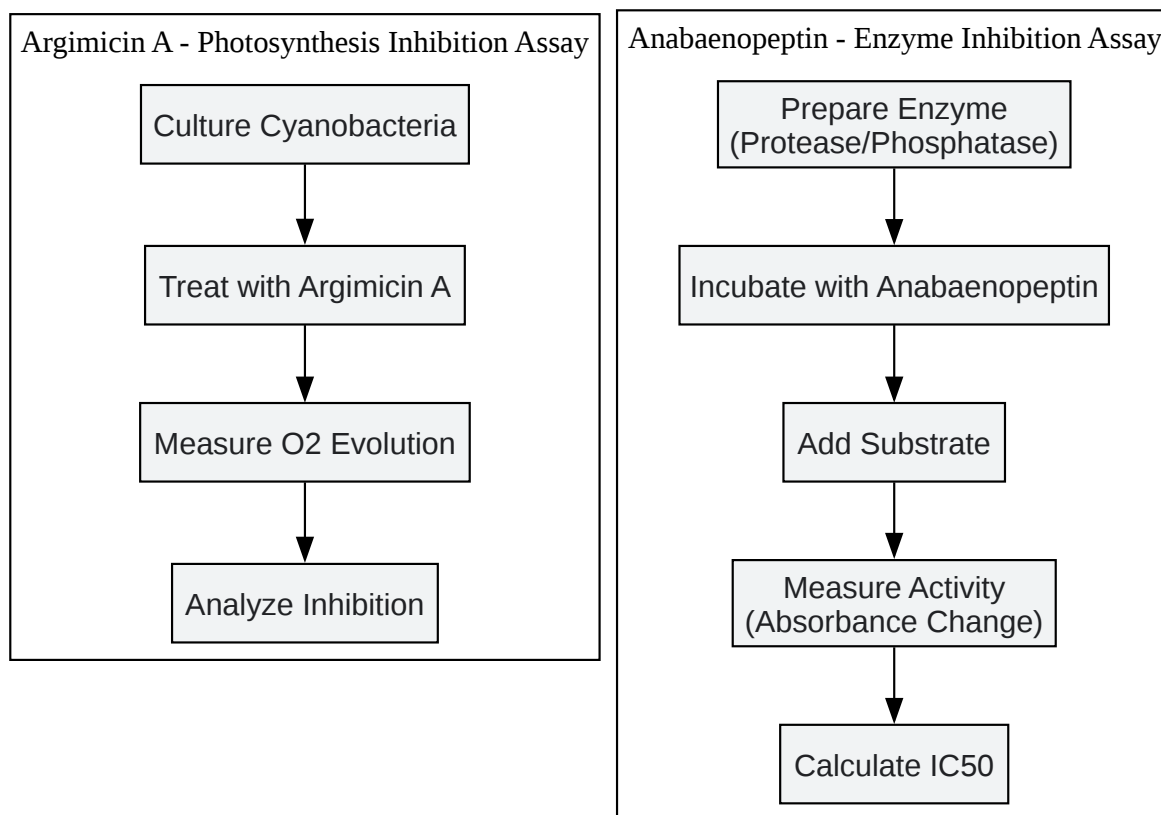 Argimicin A - Photosynthesis Inhibition Assay
Culture Cyanobacteria
Treat with Argimicin A
Measure O2 Evolution
Analyze Inhibition
Anabaenopeptin - Enzyme Inhibition Assay
Prepare Enzyme
(Protease/Phosphatase)
Incubate with Anabaenopeptin
Add Substrate
Measure Activity
(Absorbance Change)
Calculate IC50